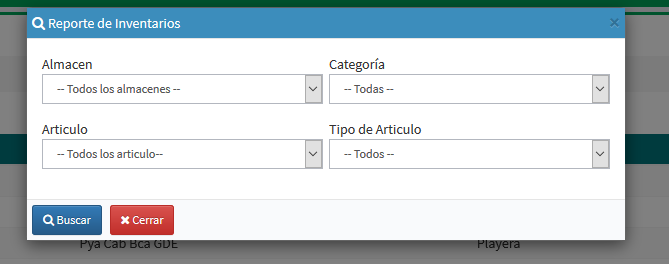 Reporte de Inventarios ×
Almacen Categoría
-- Todos los almacenes -- -- Todas --
Articulo Tipo de Articulo
-- Todos los articulo-- -- Todos --
Buscar Cerrar
Pya Cab Bca GDE Playera